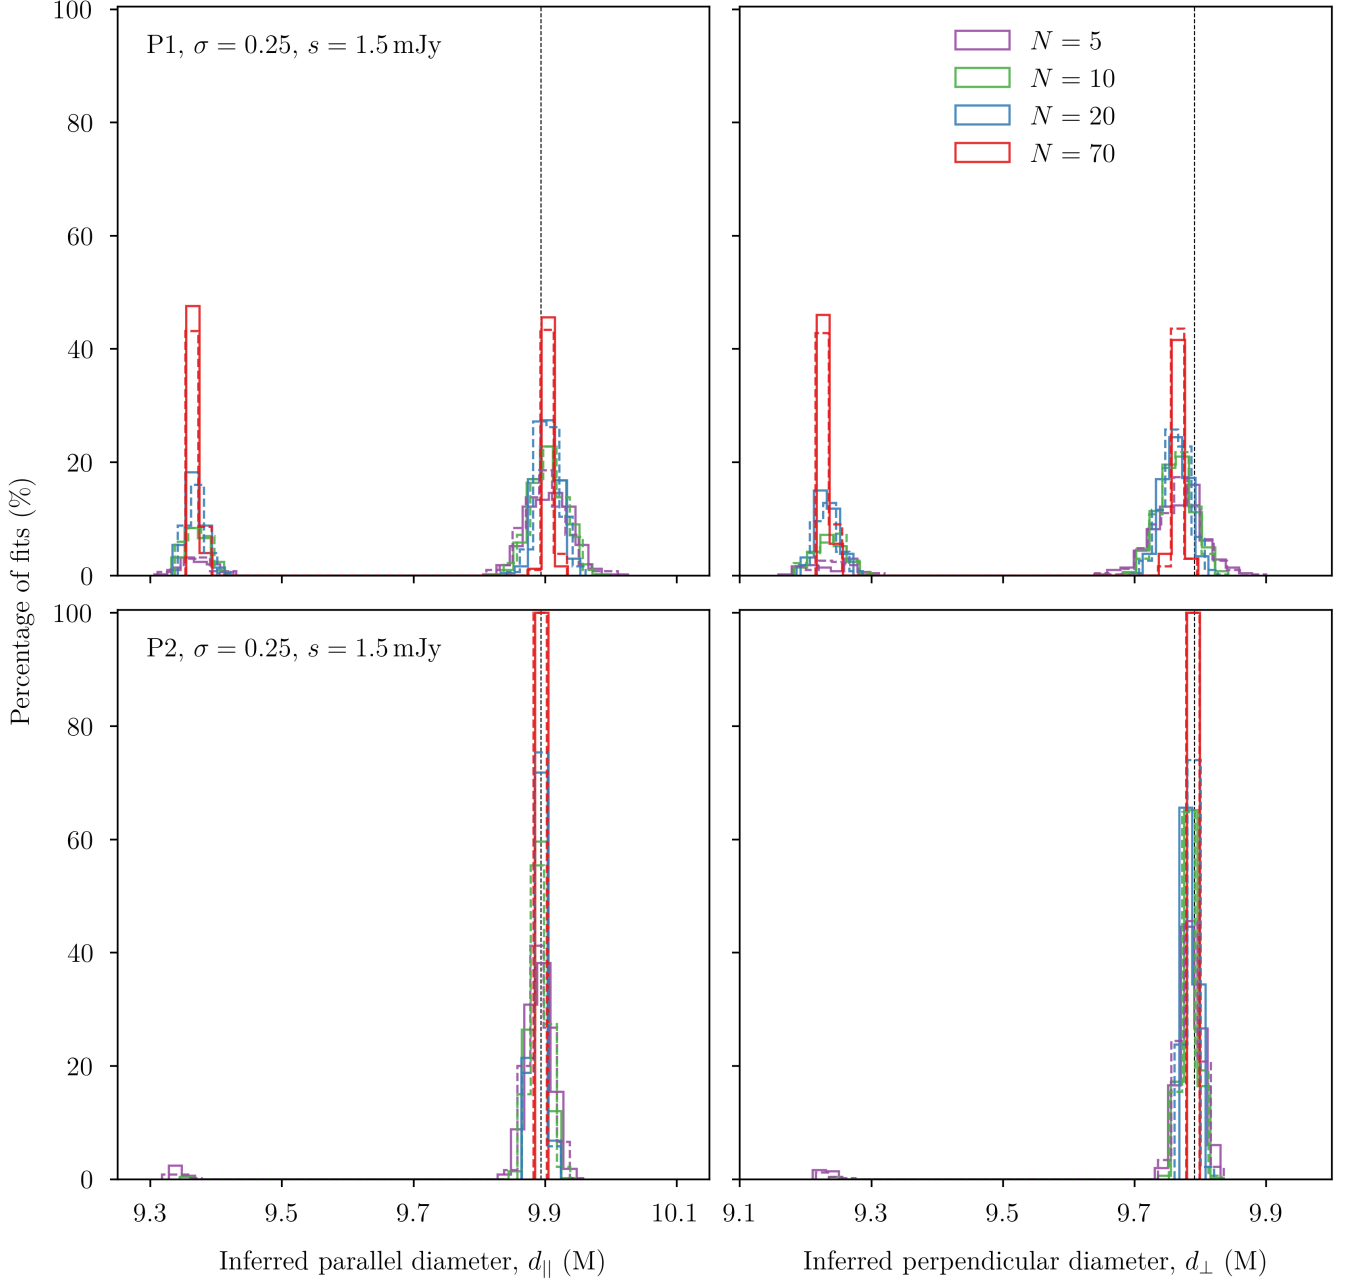 100
80
60
40
20
0
P1, σ = 0.25, s = 1.5 mJy
N = 5
N = 10
N = 20
N = 70
Percentage of fits (%)
100
80
60
40
20
0
P2, σ = 0.25, s = 1.5 mJy
9.3 9.5 9.7 9.9 10.1
9.1 9.3 9.5 9.7 9.9
Inferred parallel diameter, d_{||} (M)
Inferred perpendicular diameter, d_⊥ (M)